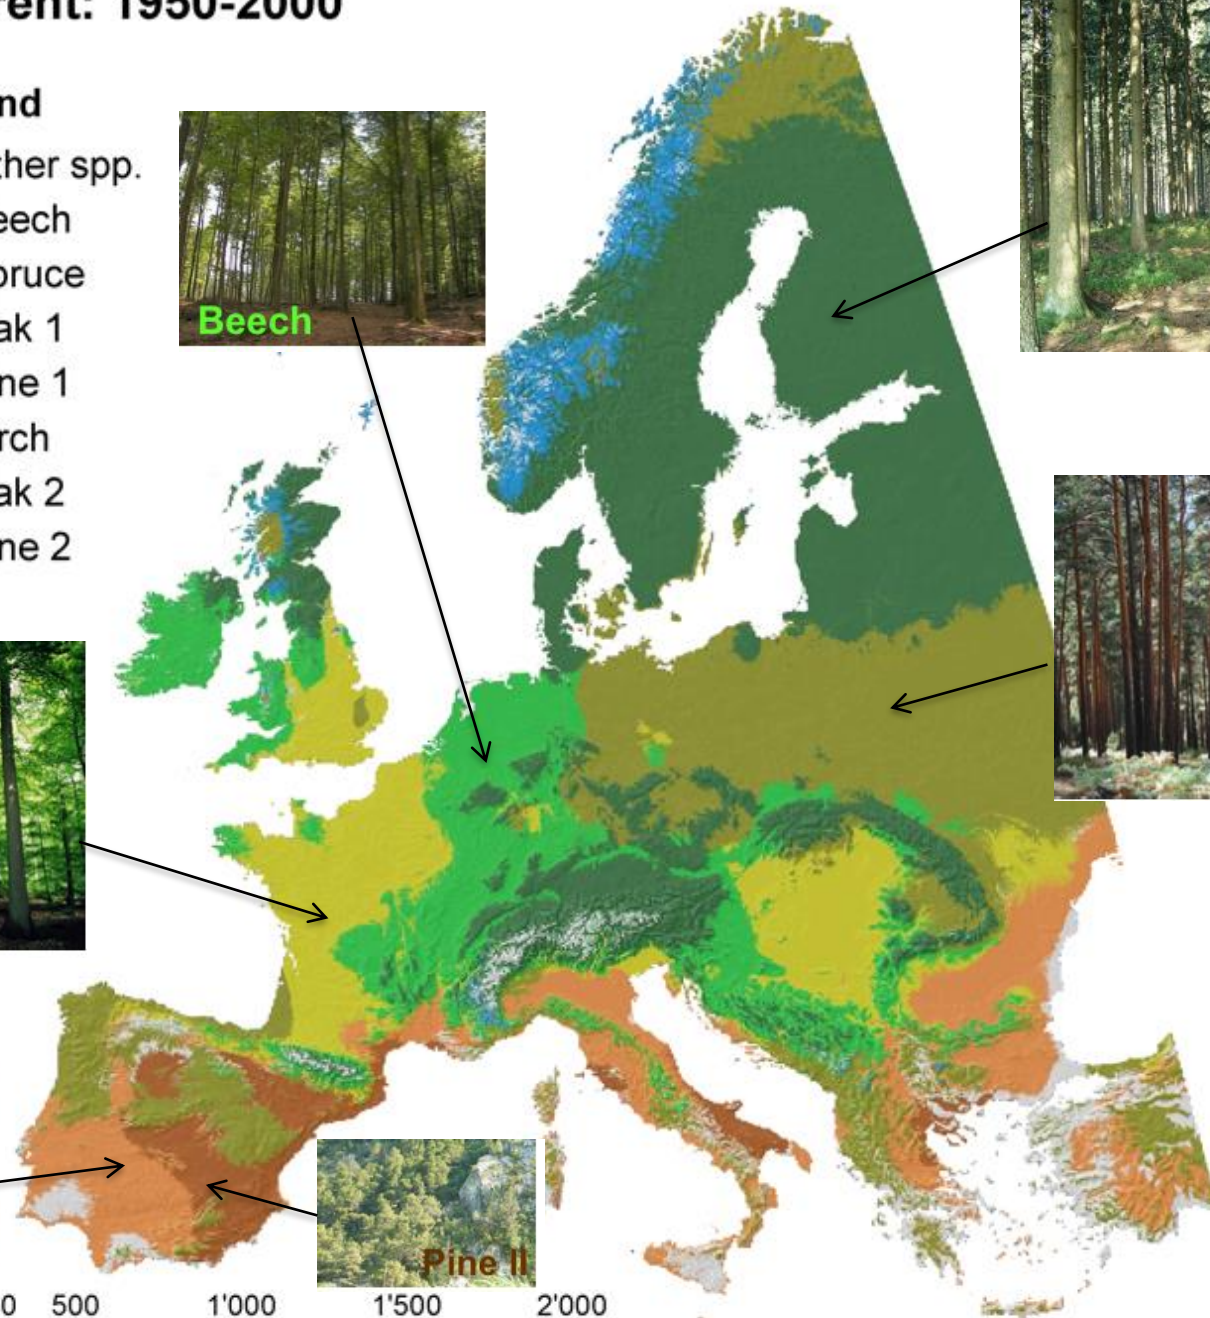 rent: 1950-2000
nd
ther spp.
eech
pruce
ak 1
ne 1
rch
ak 2
ne 2
Beech
Pine II
0 500 1'000 1'500 2'000